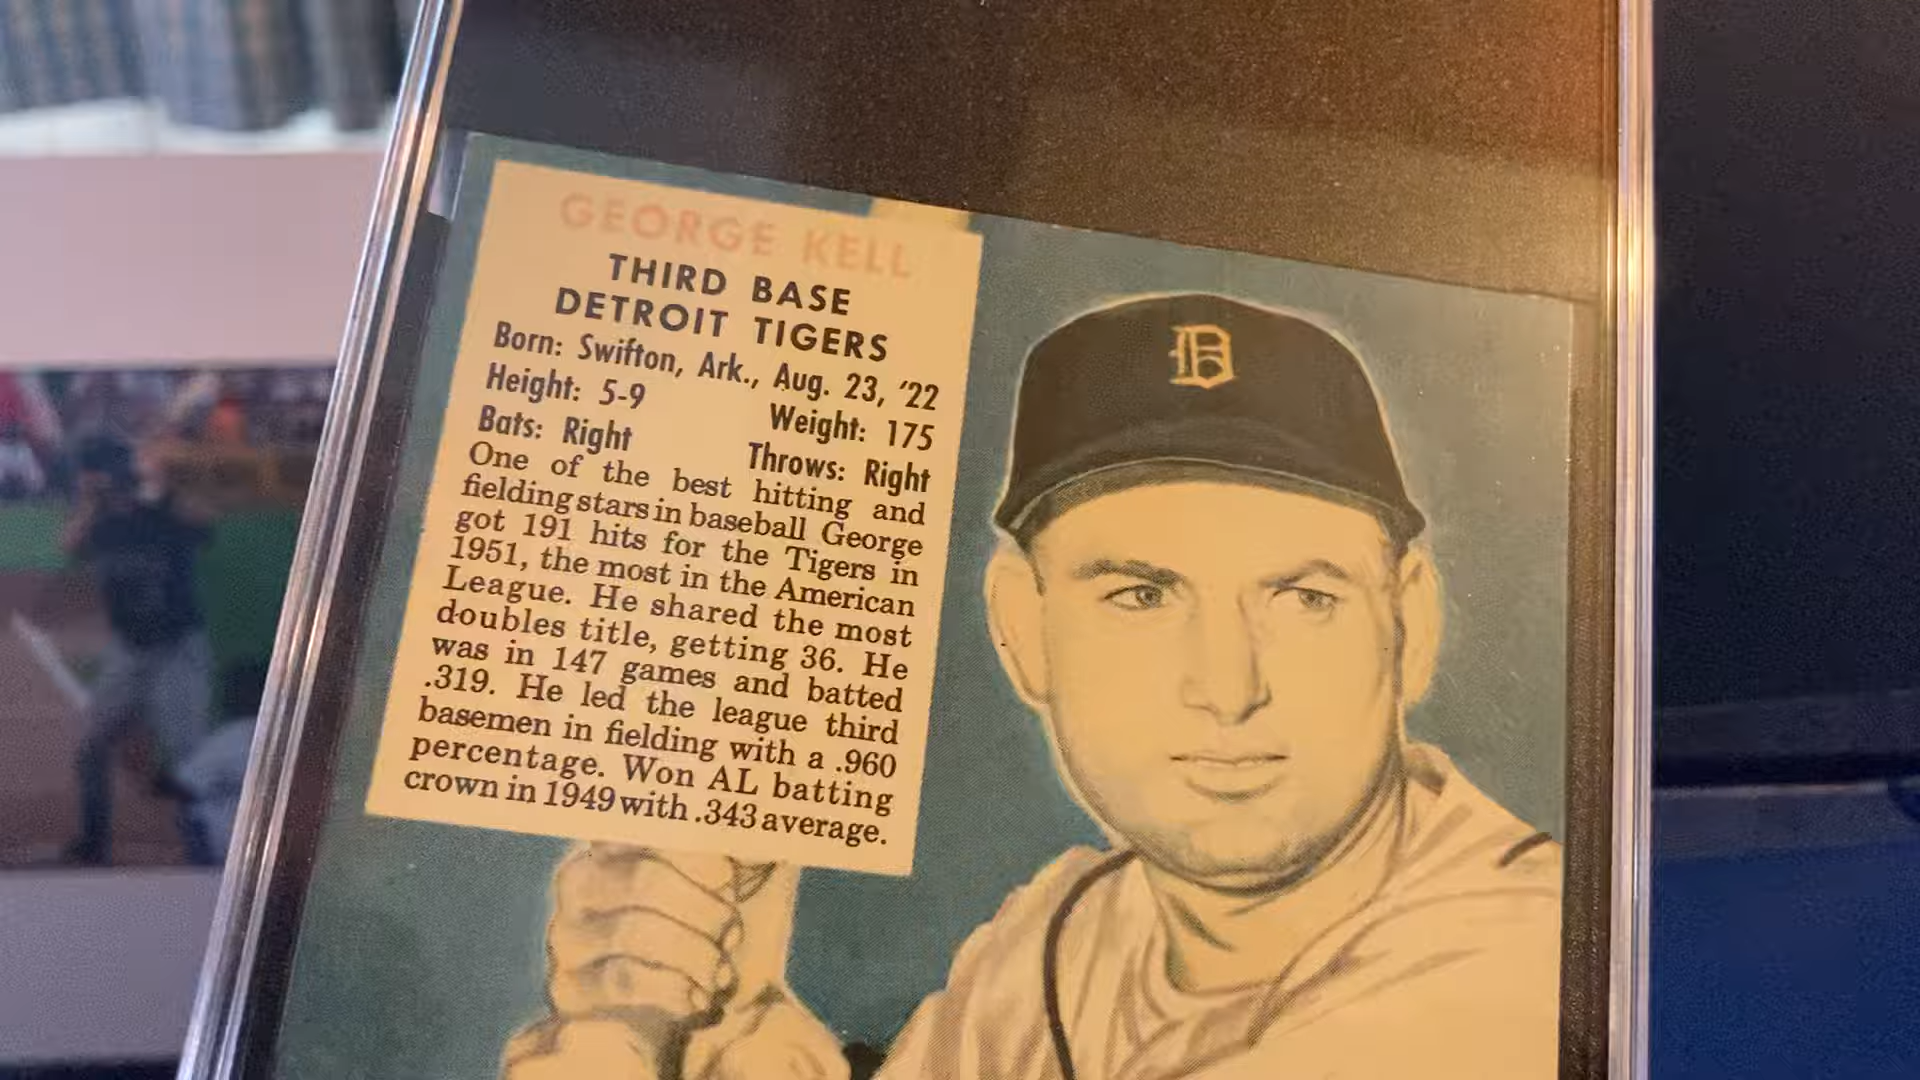 GEORGE KELL
THIRD BASE
DETROIT TIGERS
Born: Swifton, Ark., Aug. 23, '22
Height: 5-9 Weight: 175
Bats: Right Throws: Right
One of the best hitting and
fielding stars in baseball George
got 191 hits for the Tigers in
1951, the most in the American
League. He shared the most
doubles title, getting 36. He
was in 147 games and batted
.319. He led the league third
basemen in fielding with a .960
percentage. Won AL batting
crown in 1949 with .343 average.
D